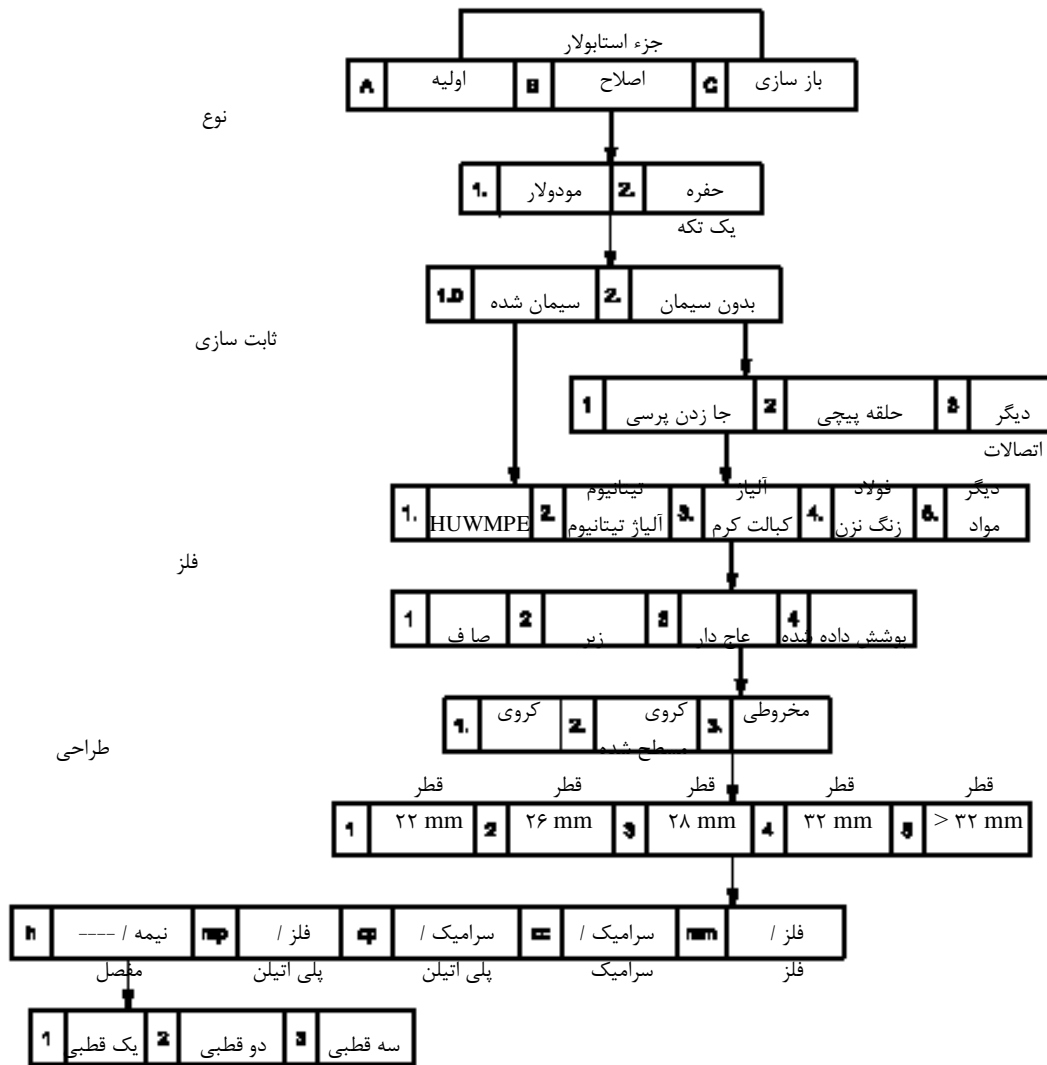 جزء استابولار
A اولیه B اصلاح C باز سازی
نوع
1. مودولار 2. حفره
یک تکه
1.D سیمان شده 2. بدون سیمان
ثابت سازی
1 جا زدن پرسی 2 حلقه پیچی 3 دیگر
اتصالات
تیتانیوم آلیاژ فولاد دیگر
1. HUWMPE 2. آلیاژ تیتانیوم 3. کبالت کرم 4. زنگ نزن 5. مواد
فلز
1 صا ف 2 زبر 3 عاج دار 4 پوشش داده شده
1. کروی 2. کروی 3. مخروطی
مسطح شده
طراحی
قطر قطر قطر قطر قطر
1 ۲۲ mm 2 ۲۶ mm 3 ۲۸ mm 4 ۳۲ mm 5 > ۳۲ mm
h نیمه / ---- mp فلز / cp سرامیک / cc سرامیک / mm فلز /
مفصل پلی اتیلن پلی اتیلن سرامیک فلز
1 یک قطبی 2 دو قطبی 3 سه قطبی